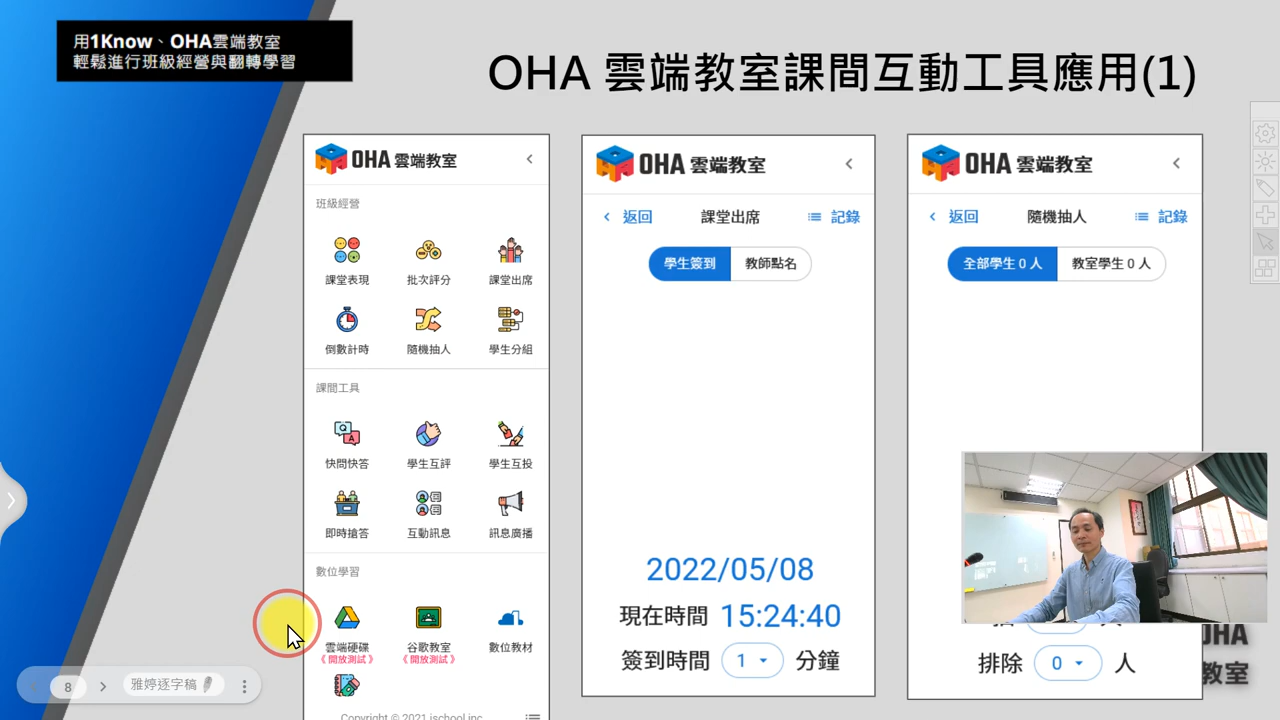 用1Know、OHA雲端教室
輕鬆進行班級經營與翻轉學習
OHA 雲端教室課間互動工具應用(1)
OHA 雲端教室
班級經營
課堂表現 批次評分 課堂出席
倒數計時 隨機抽人 學生分組
課間工具
快問快答 學生互評 學生互投
即時搶答 互動訊息 訊息廣播
數位學習
雲端硬碟 谷歌教室 數位教材
《開放測試》 《開放測試》
Copyright © 2021 ischool inc.
OHA 雲端教室
返回 課堂出席 記錄
學生簽到 教師點名
2022/05/08
現在時間 15:24:40
簽到時間 1 分鐘
OHA 雲端教室
返回 隨機抽人 記錄
全部學生 0 人 教室學生 0 人
排除 0 人
OHA
教室
8 雅婷逐字稿